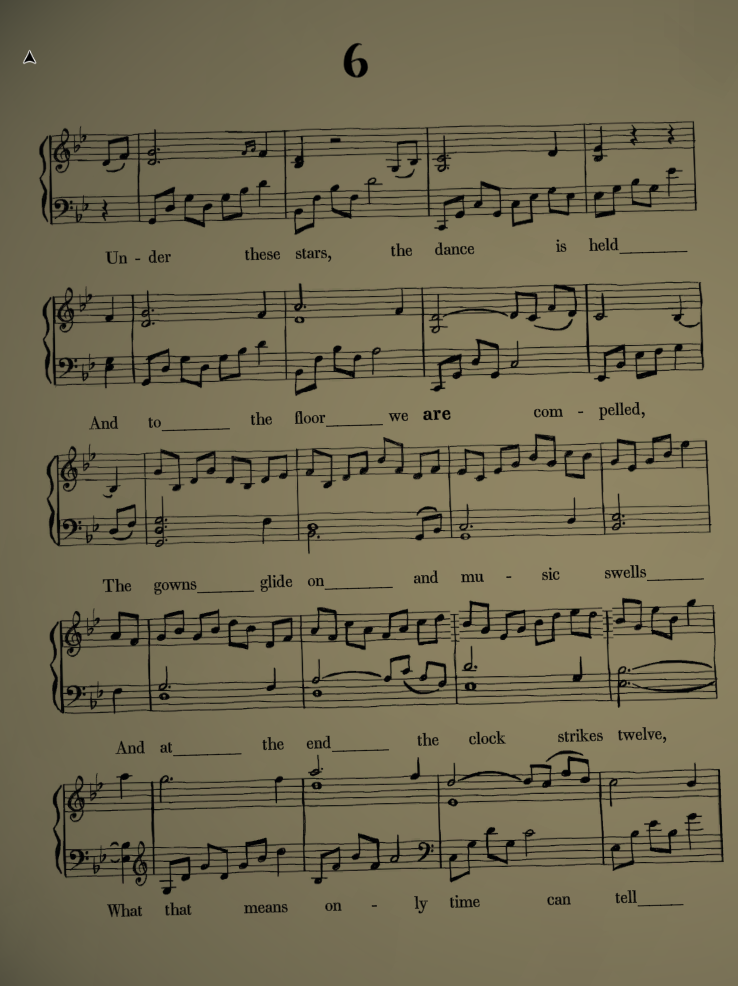 6
Un - der these stars, the dance is held______
And to______ the floor______ we are com - pelled,
The gowns______ glide on______ and mu - sic swells______
And at______ the end______ the clock strikes twelve,
What that means on - ly time can tell______